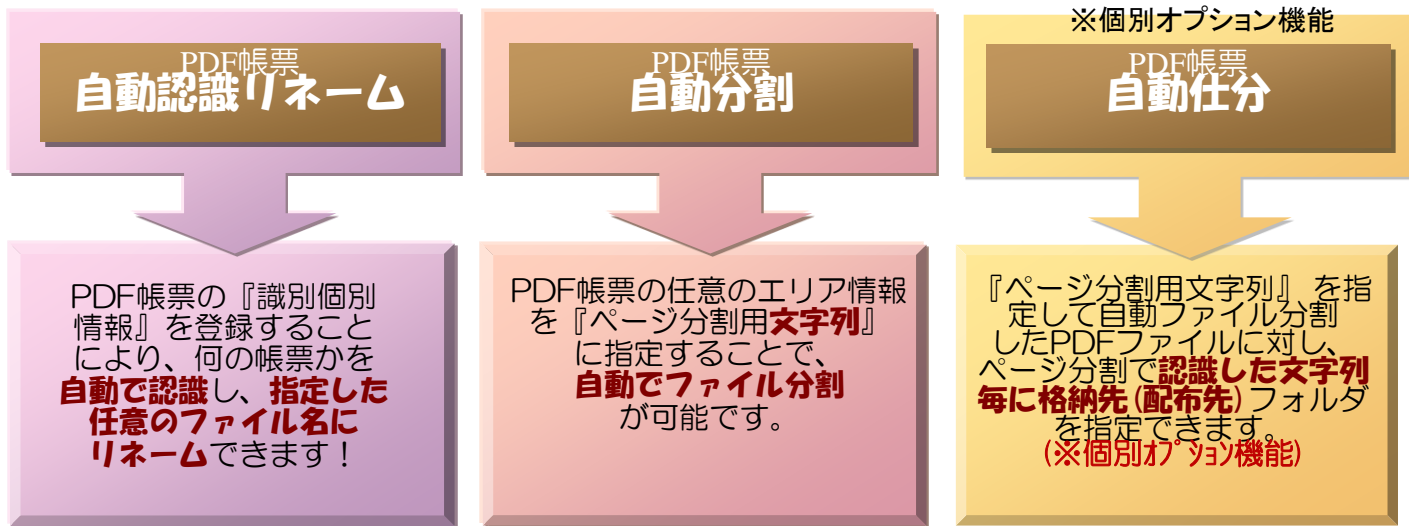 PDF帳票
自動認識リネーム
PDF帳票の『識別個別
情報』を登録すること
により、何の帳票かを
自動で認識し、指定した
任意のファイル名に
リネームできます！
PDF帳票
自動分割
PDF帳票の任意のエリア情報
を『ページ分割用文字列』
に指定することで、
自動でファイル分割
が可能です。
※個別オプション機能
PDF帳票
自動仕分
『ページ分割用文字列』を指
定して自動ファイル分割
したPDFファイルに対し、
ページ分割で認識した文字列
毎に格納先(配布先)フォルダ
を指定できます。
(※個別ｵﾌﾟｼｮﾝ機能)